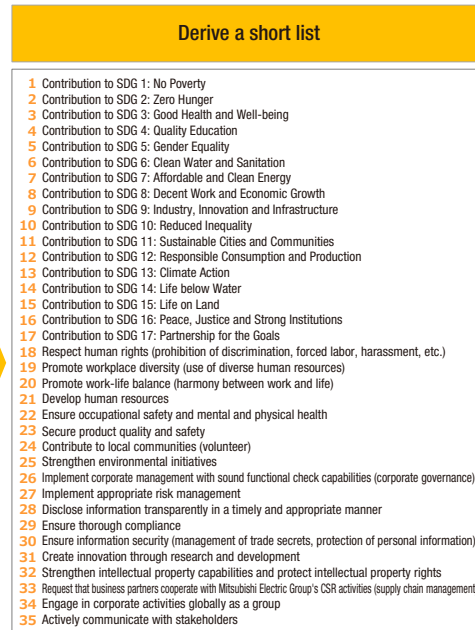 Derive a short list
1 Contribution to SDG 1: No Poverty
2 Contribution to SDG 2: Zero Hunger
3 Contribution to SDG 3: Good Health and Well-being
4 Contribution to SDG 4: Quality Education
5 Contribution to SDG 5: Gender Equality
6 Contribution to SDG 6: Clean Water and Sanitation
7 Contribution to SDG 7: Affordable and Clean Energy
8 Contribution to SDG 8: Decent Work and Economic Growth
9 Contribution to SDG 9: Industry, Innovation and Infrastructure
10 Contribution to SDG 10: Reduced Inequality
11 Contribution to SDG 11: Sustainable Cities and Communities
12 Contribution to SDG 12: Responsible Consumption and Production
13 Contribution to SDG 13: Climate Action
14 Contribution to SDG 14: Life below Water
15 Contribution to SDG 15: Life on Land
16 Contribution to SDG 16: Peace, Justice and Strong Institutions
17 Contribution to SDG 17: Partnership for the Goals
18 Respect human rights (prohibition of discrimination, forced labor, harassment, etc.)
19 Promote workplace diversity (use of diverse human resources)
20 Promote work-life balance (harmony between work and life)
21 Develop human resources
22 Ensure occupational safety and mental and physical health
23 Secure product quality and safety
24 Contribute to local communities (volunteer)
25 Strengthen environmental initiatives
26 Implement corporate management with sound functional check capabilities (corporate governance)
27 Implement appropriate risk management
28 Disclose information transparently in a timely and appropriate manner
29 Ensure thorough compliance
30 Ensure information security (management of trade secrets, protection of personal information)
31 Create innovation through research and development
32 Strengthen intellectual property capabilities and protect intellectual property rights
33 Request that business partners cooperate with Mitsubishi Electric Group's CSR activities (supply chain management
34 Engage in corporate activities globally as a group
35 Actively communicate with stakeholders